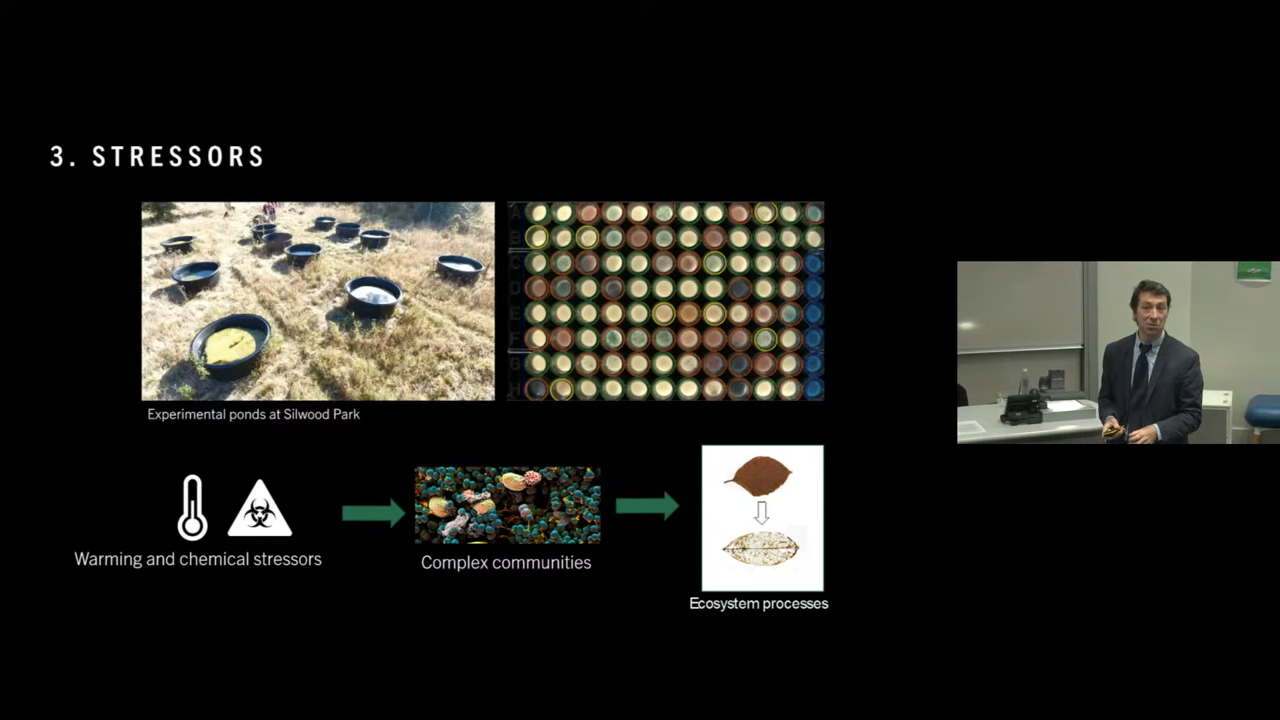 3. STRESSORS
A
B
C
D
E
F
G
H
Experimental ponds at Silwood Park
Warming and chemical stressors
Complex communities
Ecosystem processes